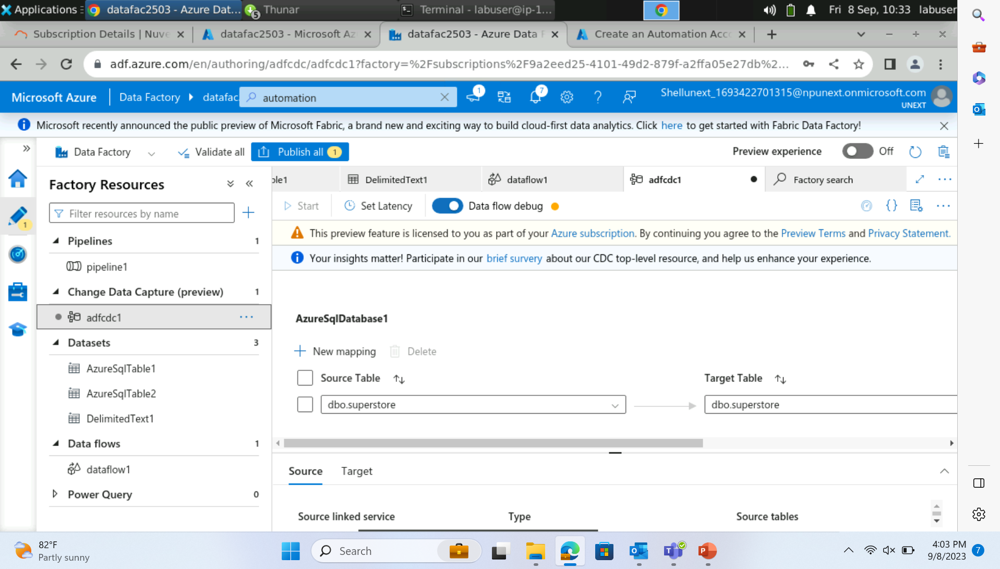 Applications
datafac2503 - Azure Dat...
5
Thunar
Terminal - labuser@ip-1...
Fri 8 Sep, 10:33 labuser
Subscription Details | Nuve
datafac2503 - Microsoft Az
datafac2503 - Azure Data F
Create an Automation Acc
adf.azure.com/en/authoring/adfcdc/adfcdc1?factory=%2Fsubscriptions%2F9a2eed25-4101-49d2-879f-a2ffa05e27db%2...
Microsoft Azure
Data Factory
datafac
automation
1
7
Shellunext_1693422701315@npunext.onmicrosoft.com
UNEXT
Microsoft recently announced the public preview of Microsoft Fabric, a brand new and exciting way to build cloud-first data analytics. Click here to get started with Fabric Data Factory!
Data Factory
Validate all
Publish all 1
Preview experience
Off
Factory Resources
ble1
DelimitedText1
dataflow1
adfcdc1
Factory search
Start
Set Latency
Data flow debug
Filter resources by name
1
This preview feature is licensed to you as part of your Azure subscription. By continuing you agree to the Preview Terms and Privacy Statement.
Your insights matter! Participate in our brief survery about our CDC top-level resource, and help us enhance your experience.
Pipelines 1
pipeline1
Change Data Capture (preview) 1
adfcdc1
Datasets 3
AzureSqlTable1
AzureSqlTable2
DelimitedText1
Data flows 1
dataflow1
Power Query 0
AzureSqlDatabase1
New mapping
Delete
Source Table
Target Table
dbo.superstore
dbo.superstore
Source
Target
Source linked service
Type
Source tables
82°F
Partly sunny
Search
4:03 PM
9/8/2023
7